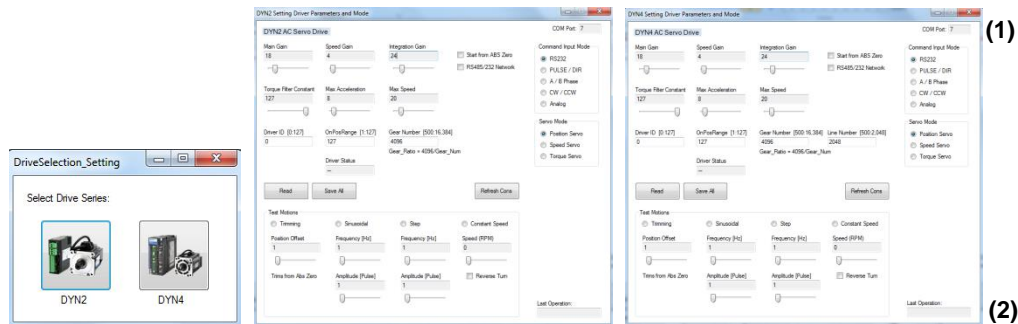 DriveSelection_Setting
Select Drive Series:
DYN2
DYN4
DYN2 Setting Driver Parameters and Mode
DYN2 AC Servo Drive
COM Port: 7
Main Gain
18
Speed Gain
4
Integration Gain
24
Start from ABS Zero
RS485/232 Network
Command Input Mode
RS232
PULSE / DIR
A / B Phase
CW / CCW
Analog
Torque Filter Constant
127
Max Acceleration
8
Max Speed
20
Servo Mode
Position Servo
Speed Servo
Torque Servo
Driver ID [0:127]
0
OnPosRange [1:127]
127
Gear Number [500:16,384]
4096
Gear_Ratio = 4096/Gear_Num
Driver Status
--
Read
Save All
Refresh Cons
Test Motions
Trimming
Sinusoidal
Step
Constant Speed
Position Offset
1
Frequency [Hz]
1
Frequency [Hz]
1
Speed (RPM)
0
Trims from Abs Zero
Amplitude [Pulse]
1
Amplitude [Pulse]
1
Reverse Turn
Last Operation:
DYN4 Setting Driver Parameters and Mode
DYN4 AC Servo Drive
COM Port: 7
Main Gain
18
Speed Gain
4
Integration Gain
24
Start from ABS Zero
RS485/232 Network
Command Input Mode
RS232
PULSE / DIR
A / B Phase
CW / CCW
Analog
Torque Filter Constant
127
Max Acceleration
8
Max Speed
20
Servo Mode
Position Servo
Speed Servo
Torque Servo
Driver ID [0:127]
0
OnPosRange [1:127]
127
Gear Number [500:16,384]
4096
Line Number [500:2,048]
2048
Gear_Ratio = 4096/Gear_Num
Driver Status
--
Read
Save All
Refresh Cons
Test Motions
Trimming
Sinusoidal
Step
Constant Speed
Position Offset
1
Frequency [Hz]
1
Frequency [Hz]
1
Speed (RPM)
0
Trims from Abs Zero
Amplitude [Pulse]
1
Amplitude [Pulse]
1
Reverse Turn
Last Operation:
(1)
(2)